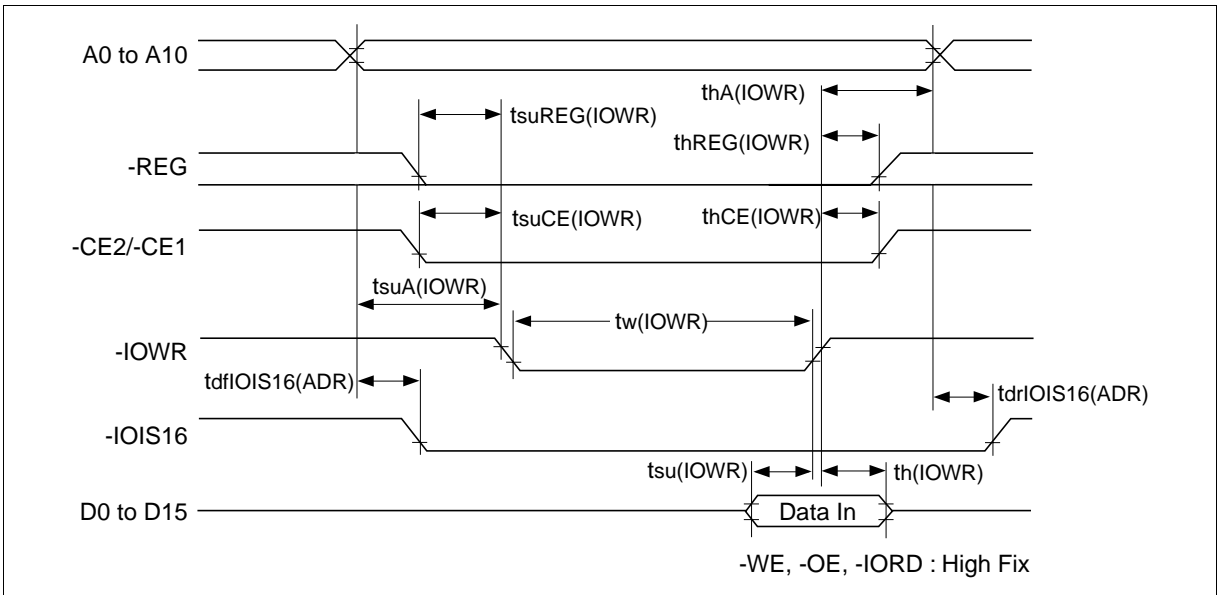 A0 to A10
thA(IOWR)
tsuREG(IOWR)
thREG(IOWR)
-REG
tsuCE(IOWR)
thCE(IOWR)
-CE2/-CE1
tsuA(IOWR)
tw(IOWR)
-IOWR
tdfIOIS16(ADR)
tdrIOIS16(ADR)
-IOIS16
tsu(IOWR)
th(IOWR)
D0 to D15
Data In
-WE, -OE, -IORD : High Fix